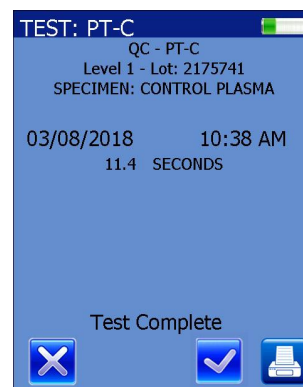 TEST: PT-C
QC - PT-C
Level 1 - Lot: 2175741
SPECIMEN: CONTROL PLASMA
03/08/2018 10:38 AM
11.4 SECONDS
Test Complete